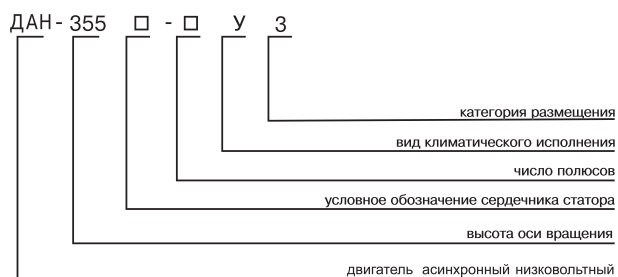 ДАН-355 □ - □ У 3
категория размещения
вид климатического исполнения
число полюсов
условное обозначение сердечника статора
высота оси вращения
двигатель асинхронный низковольтный